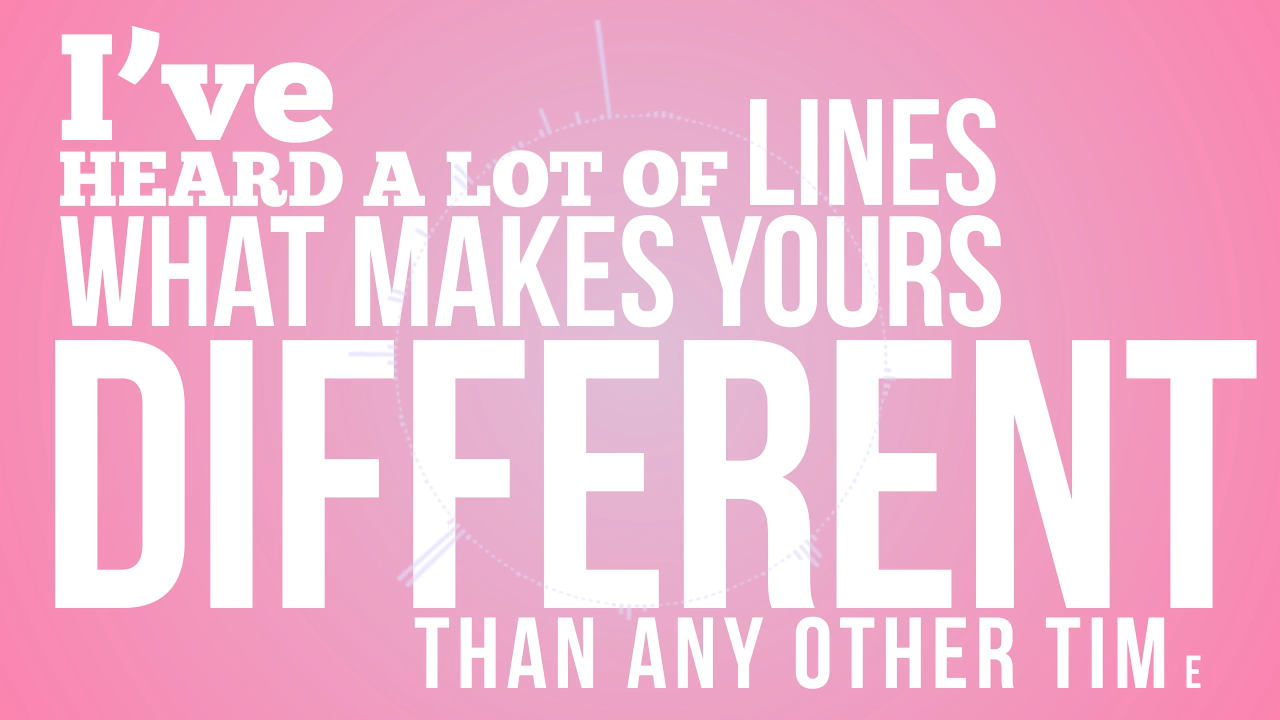 I've
HEARD A LOT OF LINES
WHAT MAKES YOURS
DIFFERENT
THAN ANY OTHER TIME